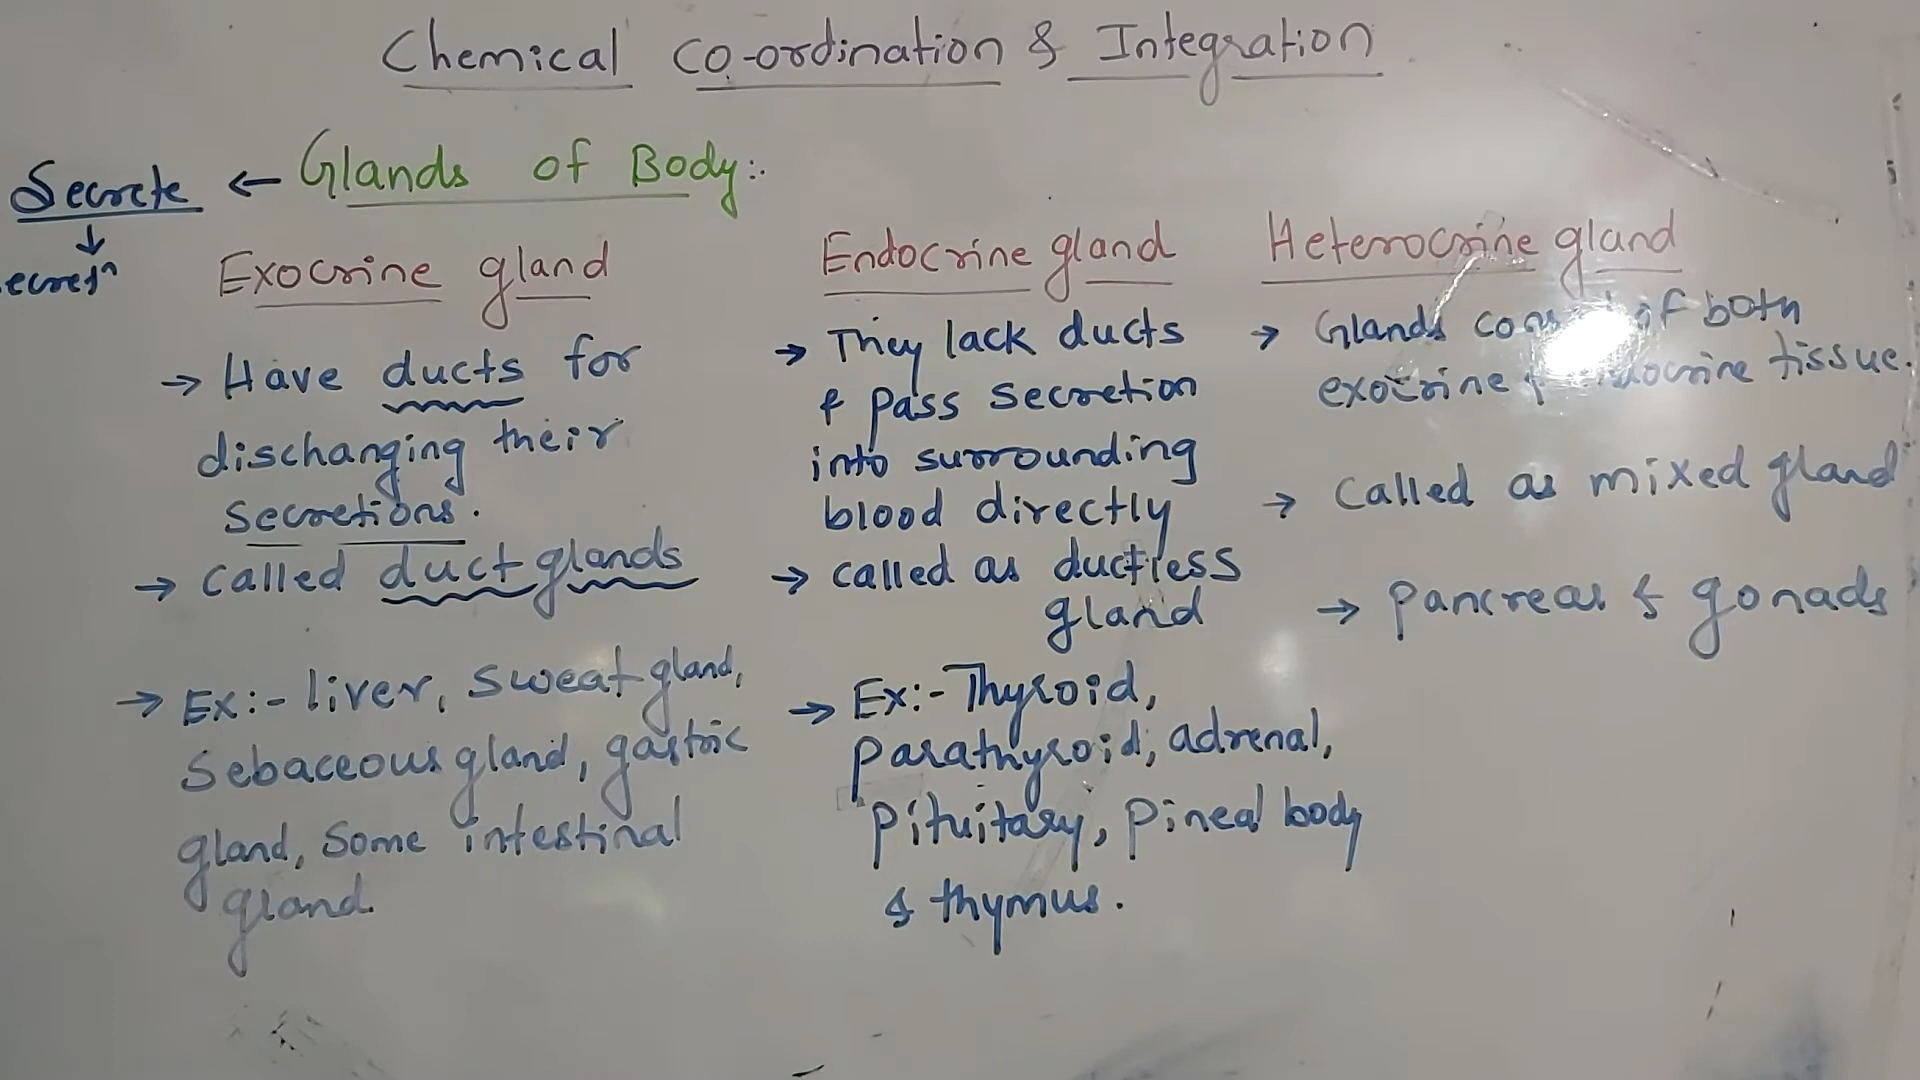 Chemical Co-ordination & Integration
Secrete ← Glands of Body:-
↓
Exocrine gland
→ Have ducts for
dischanging their
secretions.
→ called duct glands
→ Ex:- liver, sweat gland,
Sebaceous gland, gastric
gland, Some intestinal
gland.
Endocrine gland
→ They lack ducts
& pass secretion
into surrounding
blood directly
→ called as ductless
gland
→ Ex:- Thyroid,
parathyroid, adrenal,
pituitary, pineal body
& thymus.
Heterocrine gland
→ Glands of both
exocrine tissue.
→ called as mixed gland
→ pancreas & gonads